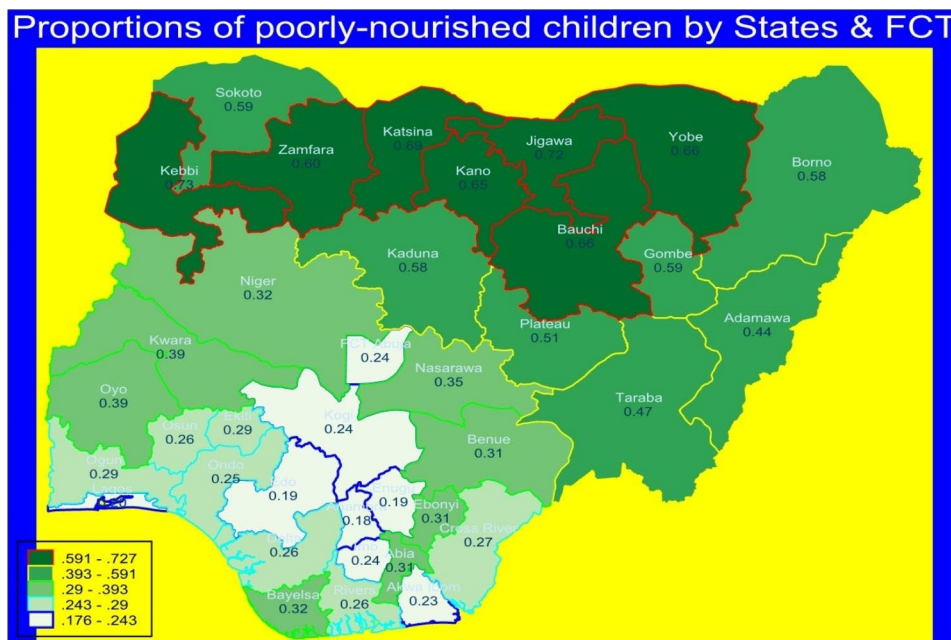 Proportions of poorly-nourished children by States & FCT
Sokoto
0.59
Katsina
0.69
Jigawa
0.72
Yobe
0.66
Zamfara
0.60
Kano
0.65
Borno
0.58
Kebbi
0.73
Bauchi
0.66
Kaduna
0.58
Gombe
0.59
Niger
0.32
Adamawa
0.44
Plateau
0.51
Kwara
0.39
FCT Abuja
0.24
Nasarawa
0.35
Oyo
0.39
Taraba
0.47
Osun
0.26
Ekiti
0.29
Kogi
0.24
Benue
0.31
Ogun
0.29
Ondo
0.25
Edo
0.19
Enugu
0.19
Lagos
Anambra
0.18
Ebonyi
0.31
Cross River
0.27
Delta
0.26
Imo
0.24
Abia
0.31
Bayelsa
0.32
Rivers
0.26
Akwa Ibom
0.23
.591 - .727
.393 - .591
.29 - .393
.243 - .29
.176 - .243